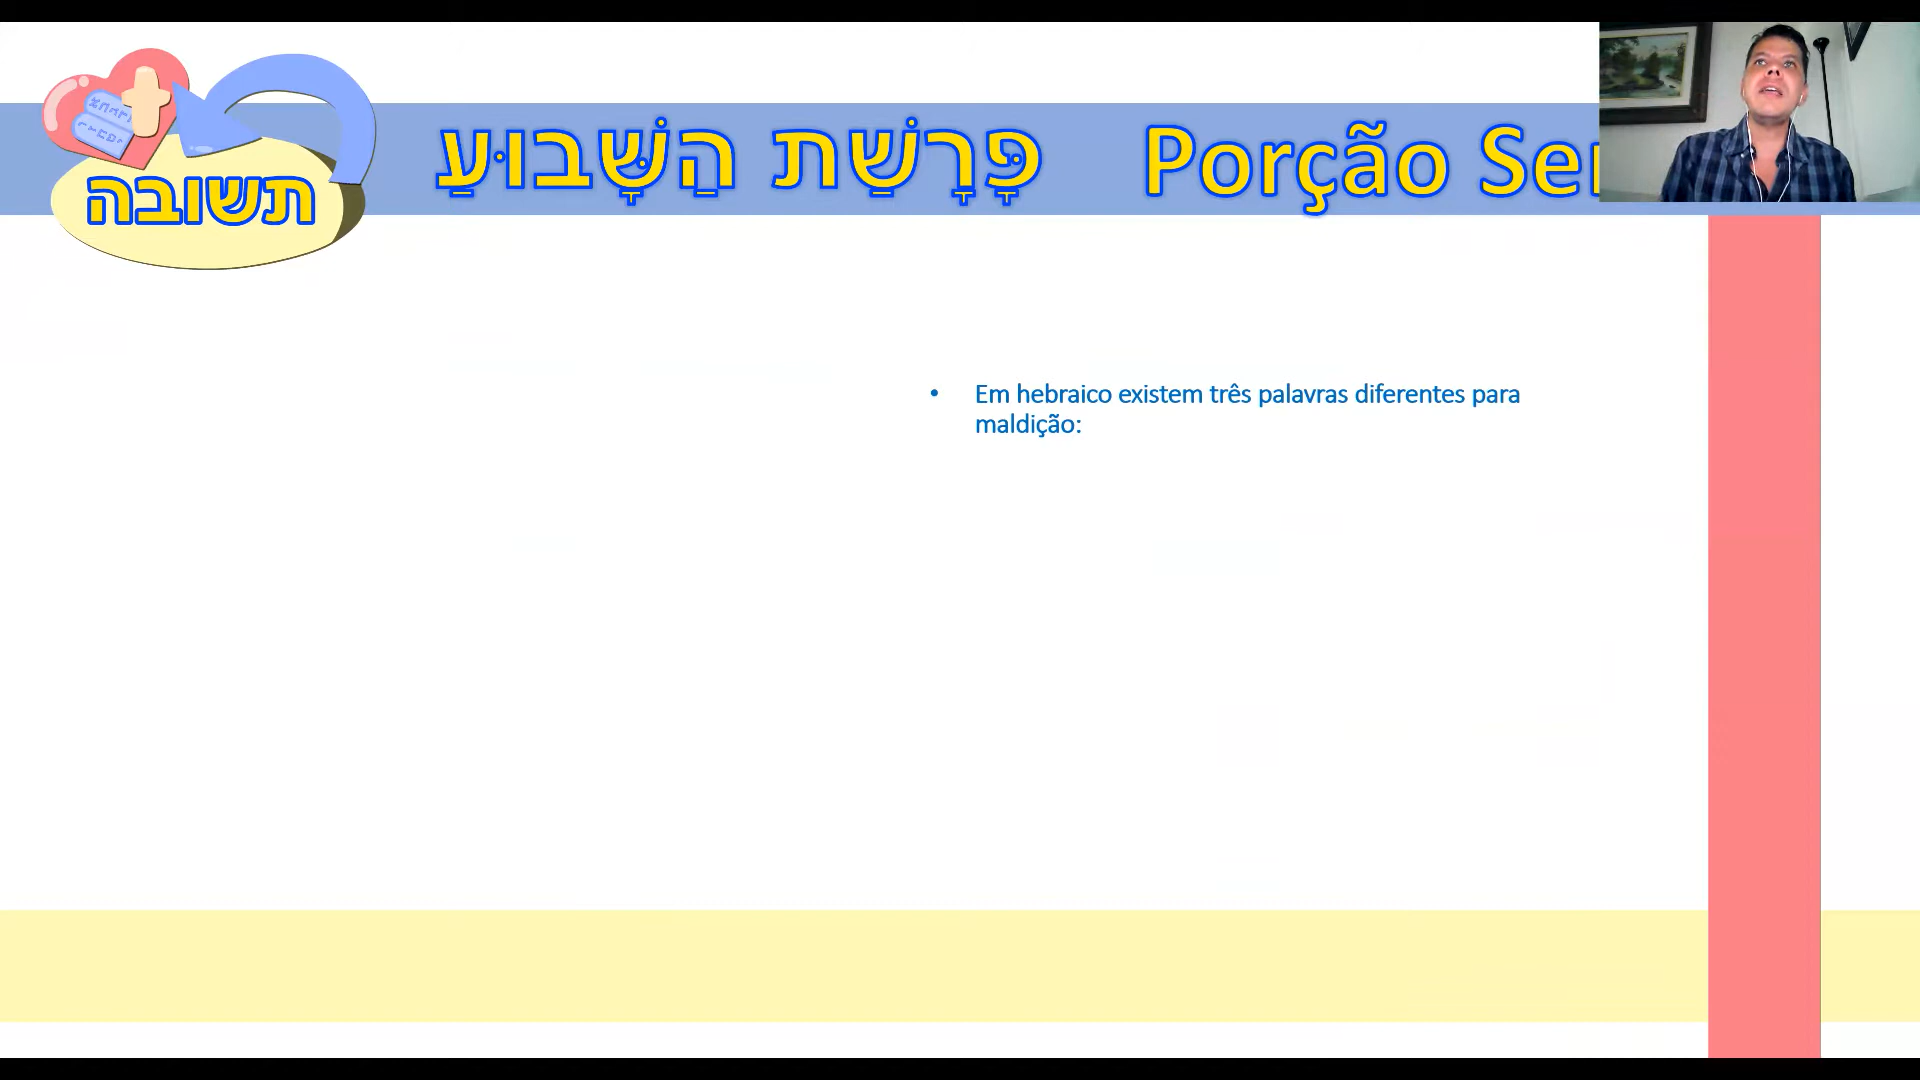 תשובה
פָּרָשַׁת הַשָּׁבוּעַ Porção Se
• Em hebraico existem três palavras diferentes para
maldição: